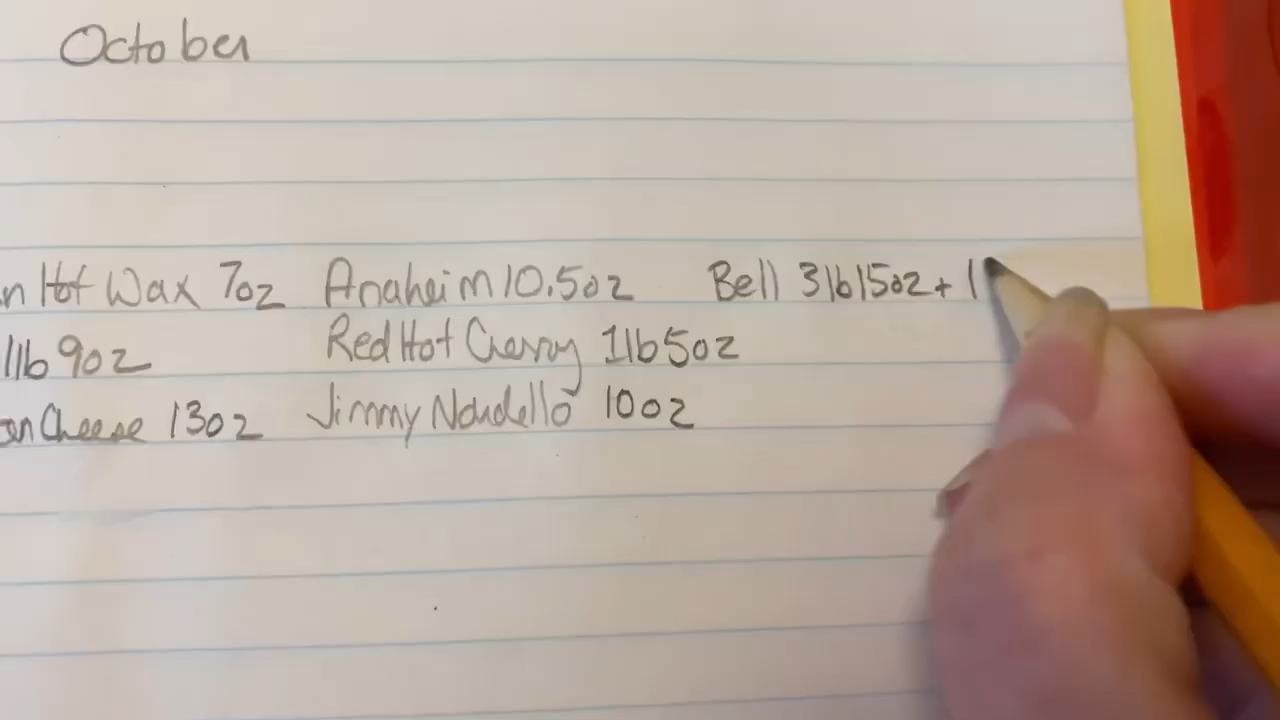 October
n Hot Wax 7oz Anaheim 10.5oz Bell 3lb15oz + 1
1lb 9oz Red Hot Cherry 1lb 5oz
an Cheese 13oz Jimmy Nardello 10oz